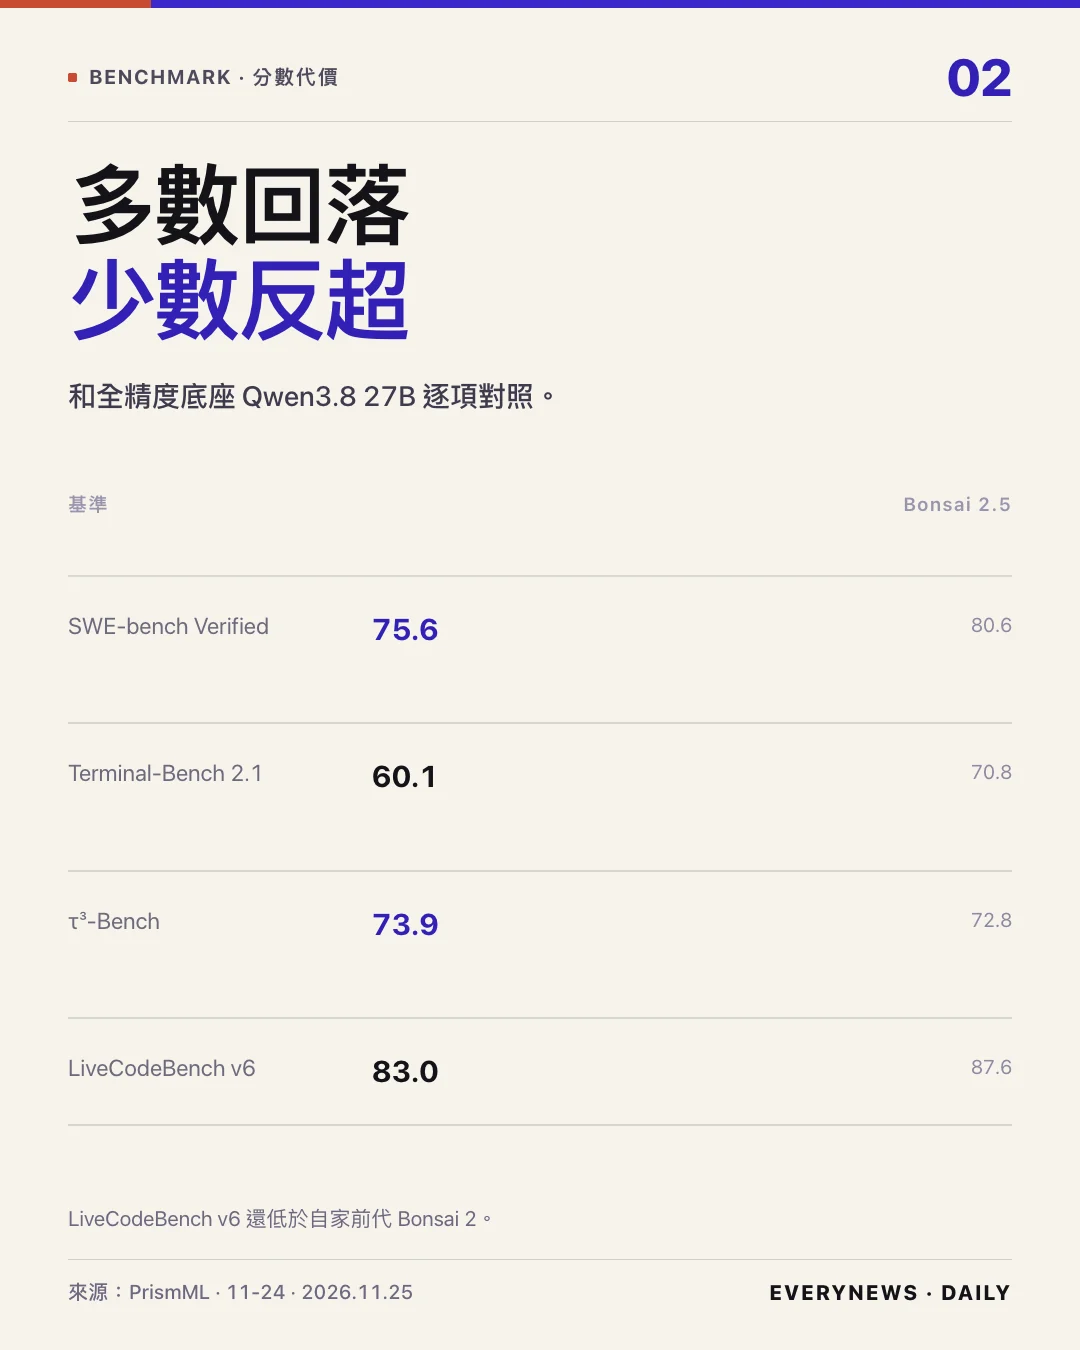 BENCHMARK · 分數代價
02
多數回落
少數反超
和全精度底座 Qwen3.8 27B 逐項對照。
基準 Bonsai 2.5
SWE-bench Verified 75.6 80.6
Terminal-Bench 2.1 60.1 70.8
τ³-Bench 73.9 72.8
LiveCodeBench v6 83.0 87.6
LiveCodeBench v6 還低於自家前代 Bonsai 2。
來源：PrismML · 11-24 · 2026.11.25
EVERYNEWS · DAILY